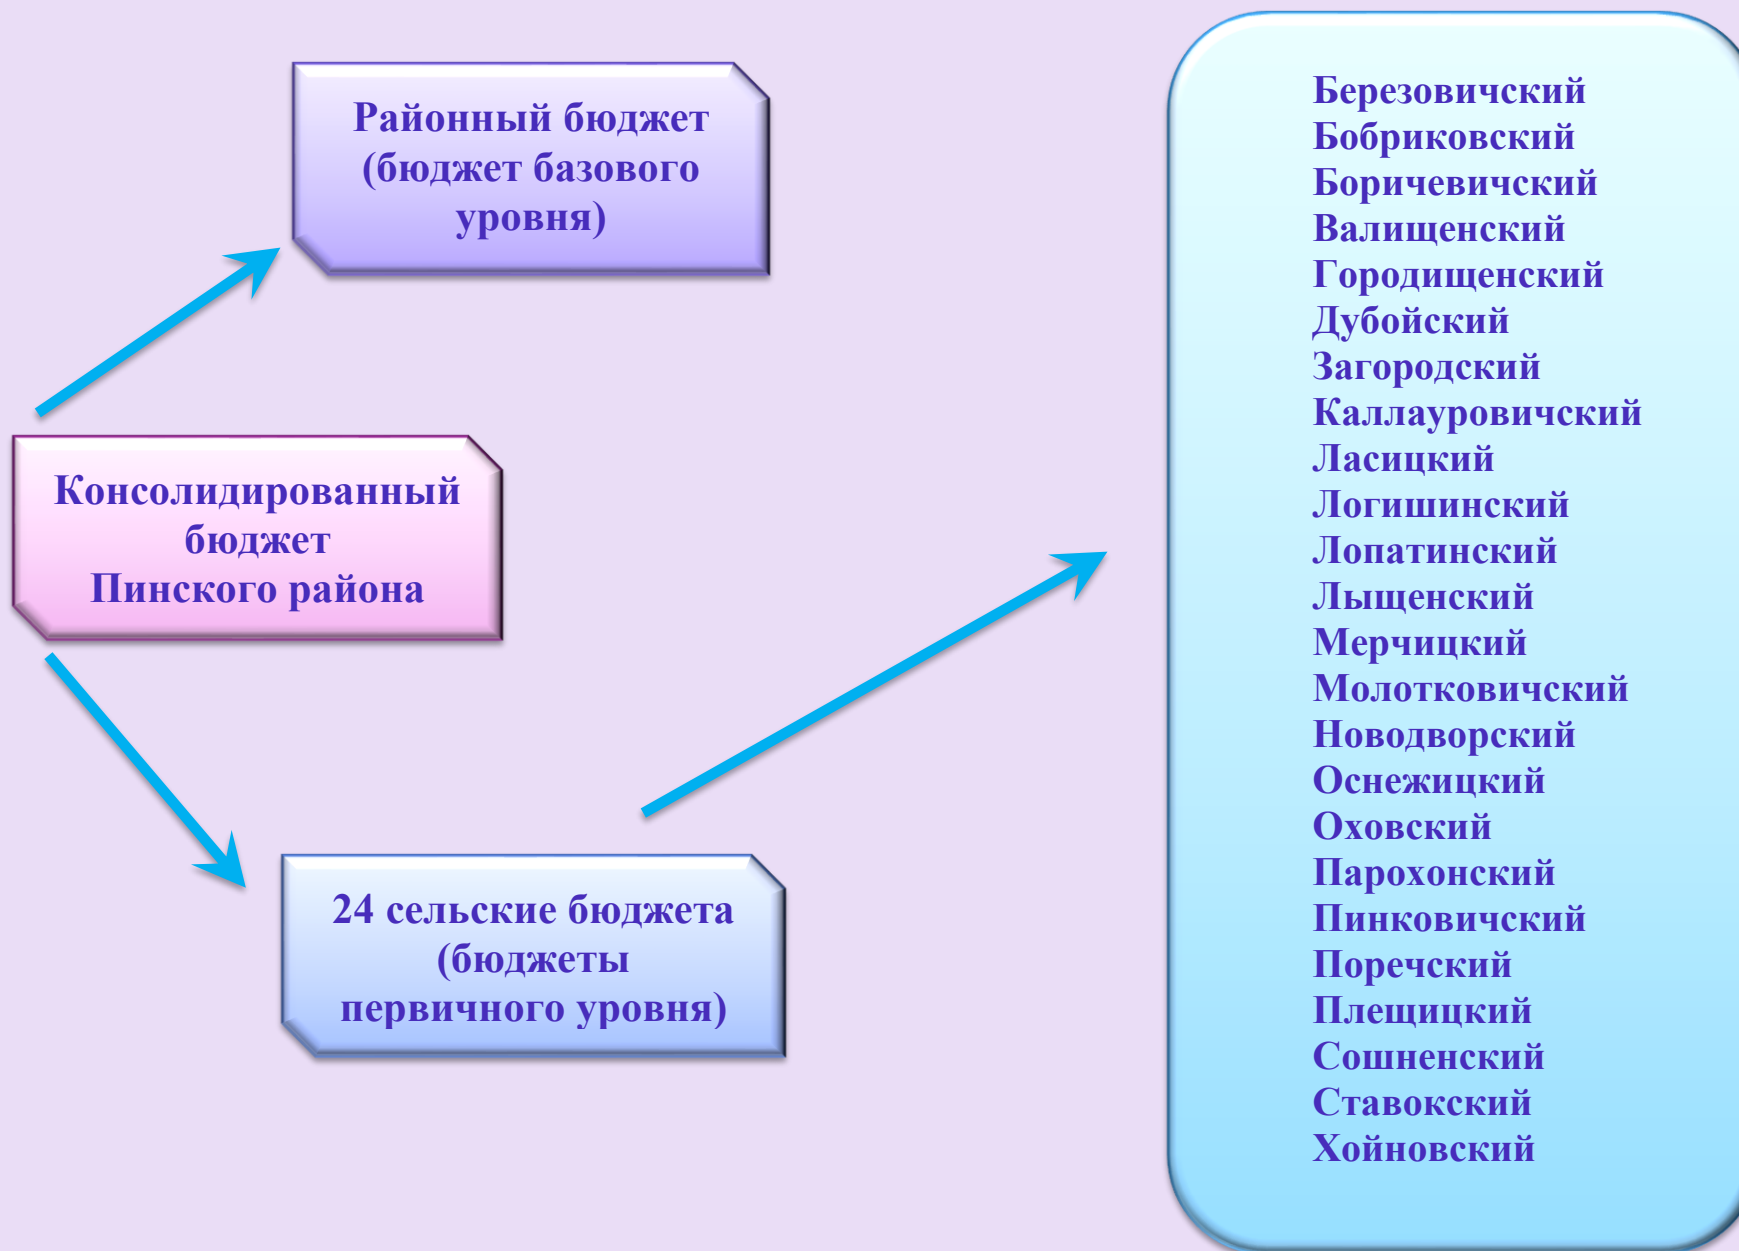 Районный бюджет
(бюджет базового
уровня)
Консолидированный
бюджет
Пинского района
24 сельские бюджета
(бюджеты
первичного уровня)
Березовичский
Бобриковский
Боричевичский
Валищенский
Городищенский
Дубойский
Загородский
Каллауровичский
Ласицкий
Логишинский
Лопатинский
Лыщенский
Мерчицкий
Молотковичский
Новодворский
Оснежицкий
Оховский
Парохонский
Пинковичский
Поречский
Плещицкий
Сошненский
Ставокский
Хойновский